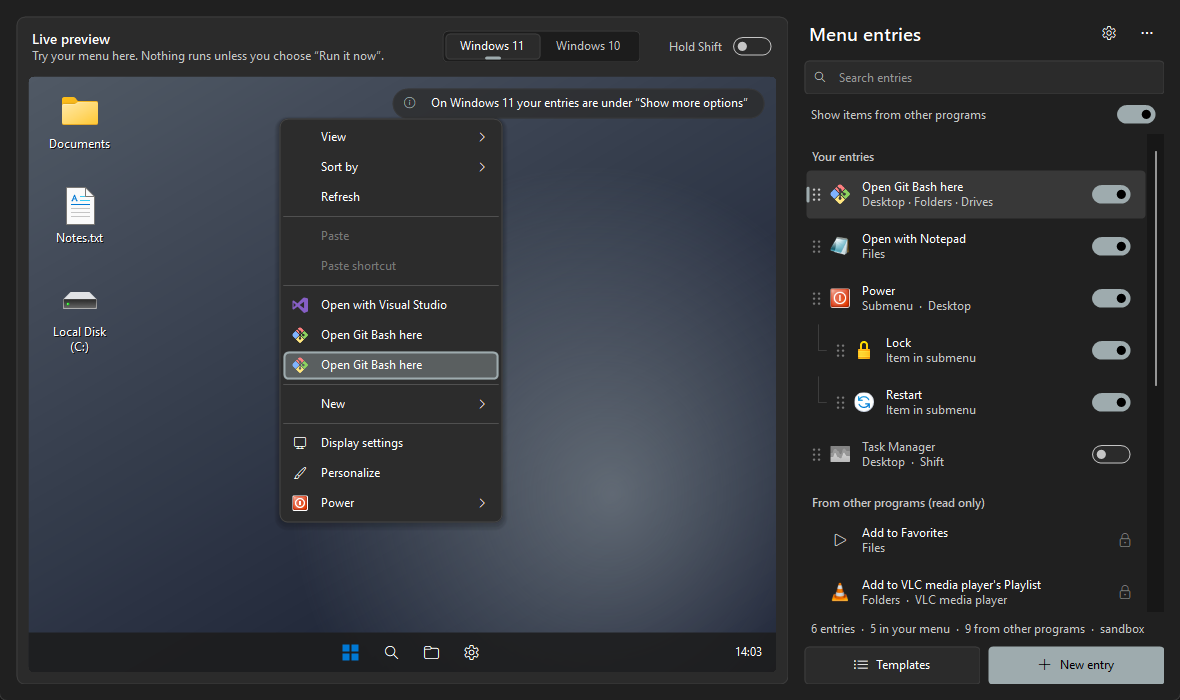 Live preview
Try your menu here. Nothing runs unless you choose “Run it now”.
Windows 11
Windows 10
Hold Shift
Documents
Notes.txt
Local Disk
(C:)
On Windows 11 your entries are under “Show more options”
View
Sort by
Refresh
Paste
Paste shortcut
Open with Visual Studio
Open Git Bash here
Open Git Bash here
New
Display settings
Personalize
Power
14:03
Menu entries
Search entries
Show items from other programs
Your entries
Open Git Bash here
Desktop · Folders · Drives
Open with Notepad
Files
Power
Submenu · Desktop
Lock
Item in submenu
Restart
Item in submenu
Task Manager
Desktop · Shift
From other programs (read only)
Add to Favorites
Files
Add to VLC media player's Playlist
Folders · VLC media player
6 entries · 5 in your menu · 9 from other programs · sandbox
Templates
New entry